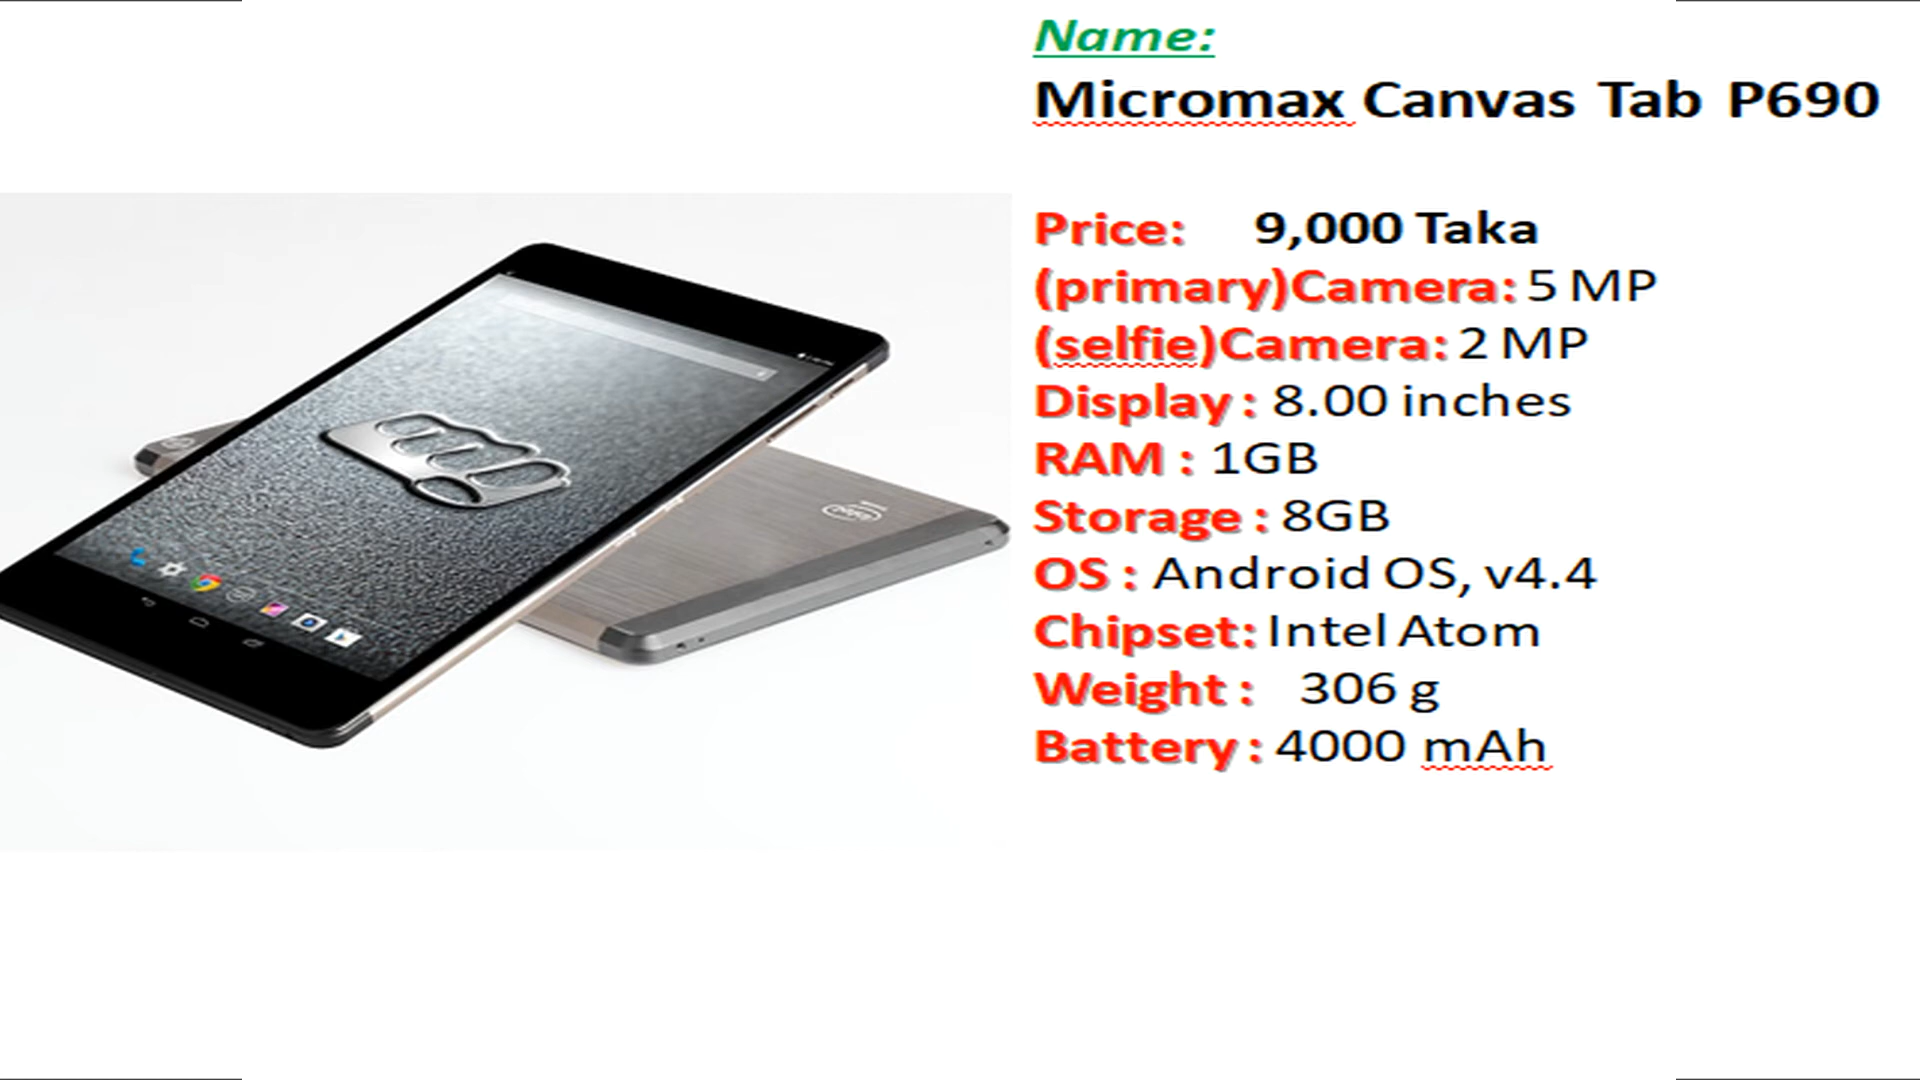 Name:
Micromax Canvas Tab P690
Price: 9,000 Taka
(primary)Camera: 5 MP
(selfie)Camera: 2 MP
Display : 8.00 inches
RAM : 1GB
Storage : 8GB
OS : Android OS, v4.4
Chipset: Intel Atom
Weight : 306 g
Battery : 4000 mAh
(intel)